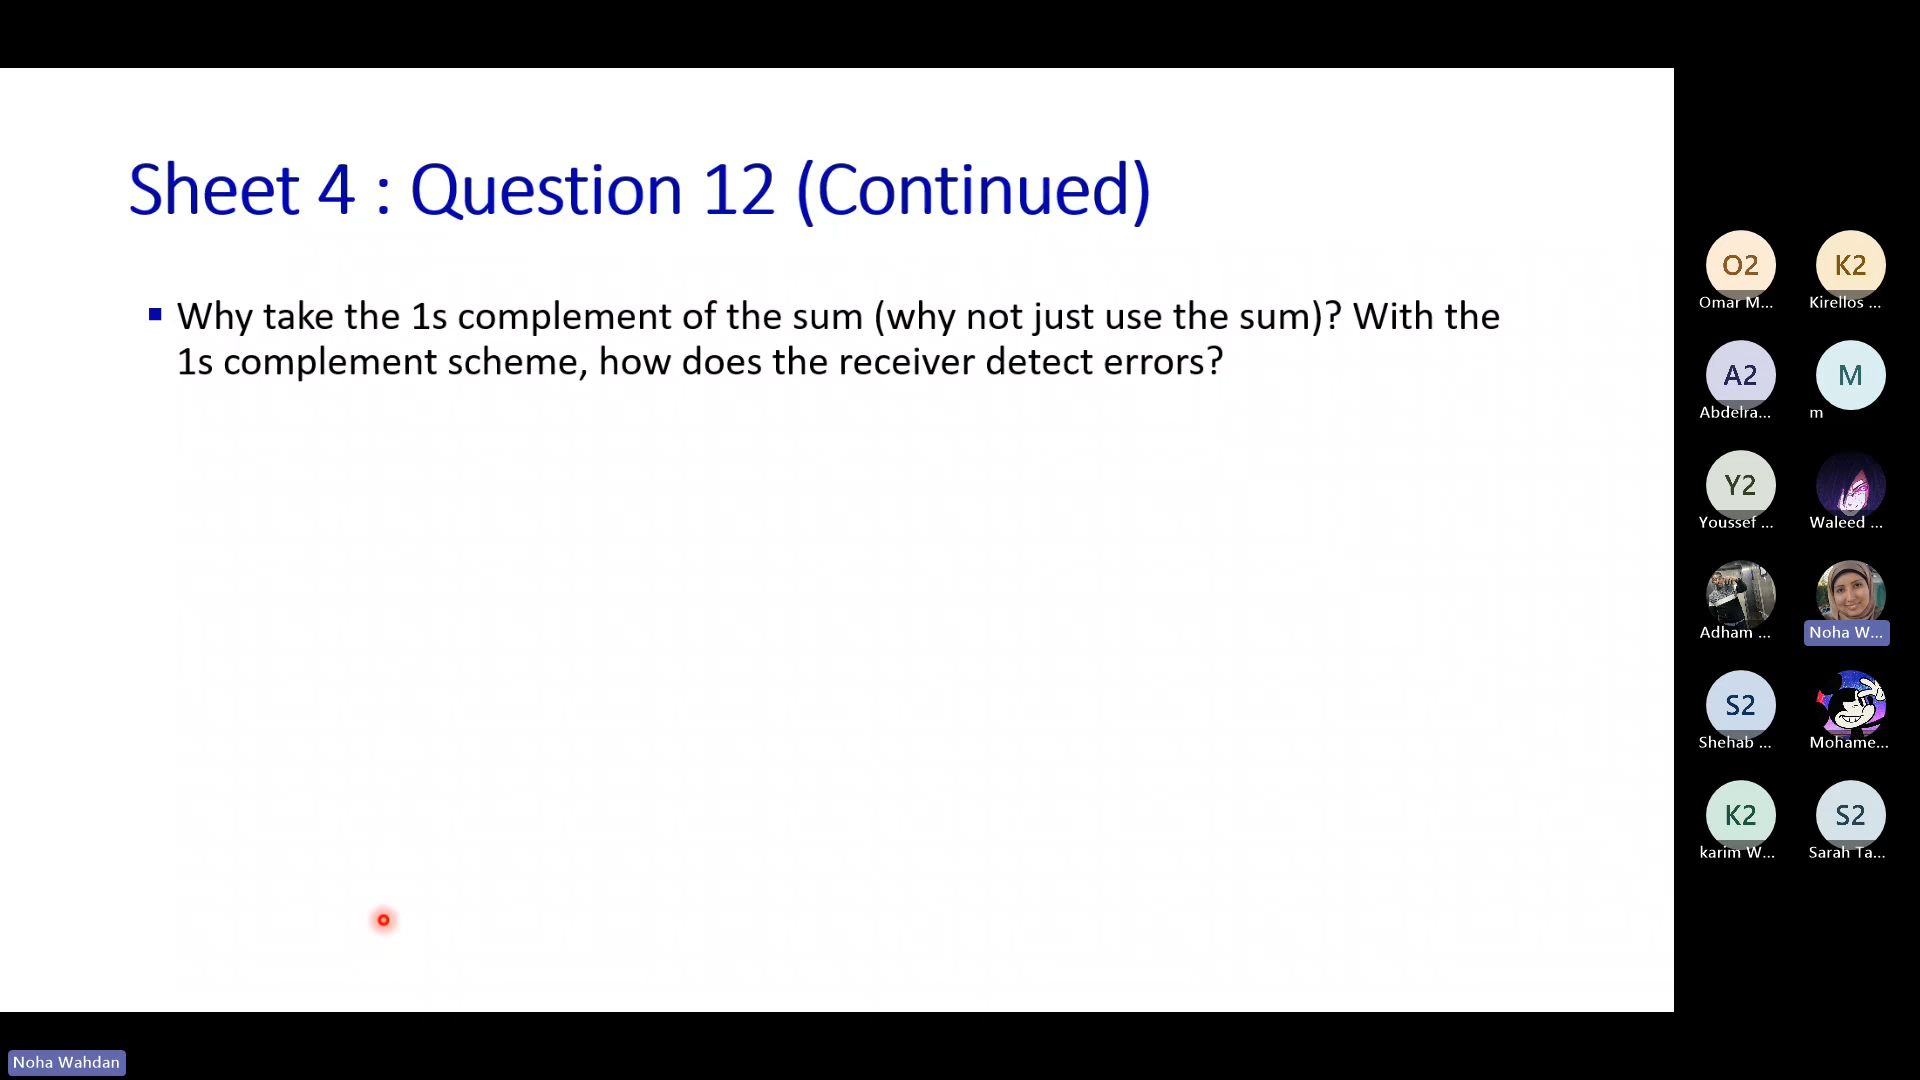 Sheet 4 : Question 12 (Continued)
Why take the 1s complement of the sum (why not just use the sum)? With the
1s complement scheme, how does the receiver detect errors?
O2
K2
Omar M...
Kirellos ...
A2
M
Abdelra...
m
Y2
Youssef ...
Waleed ...
Adham ...
Noha W...
S2
Shehab ...
Mohame...
K2
S2
karim W...
Sarah Ta...
Noha Wahdan